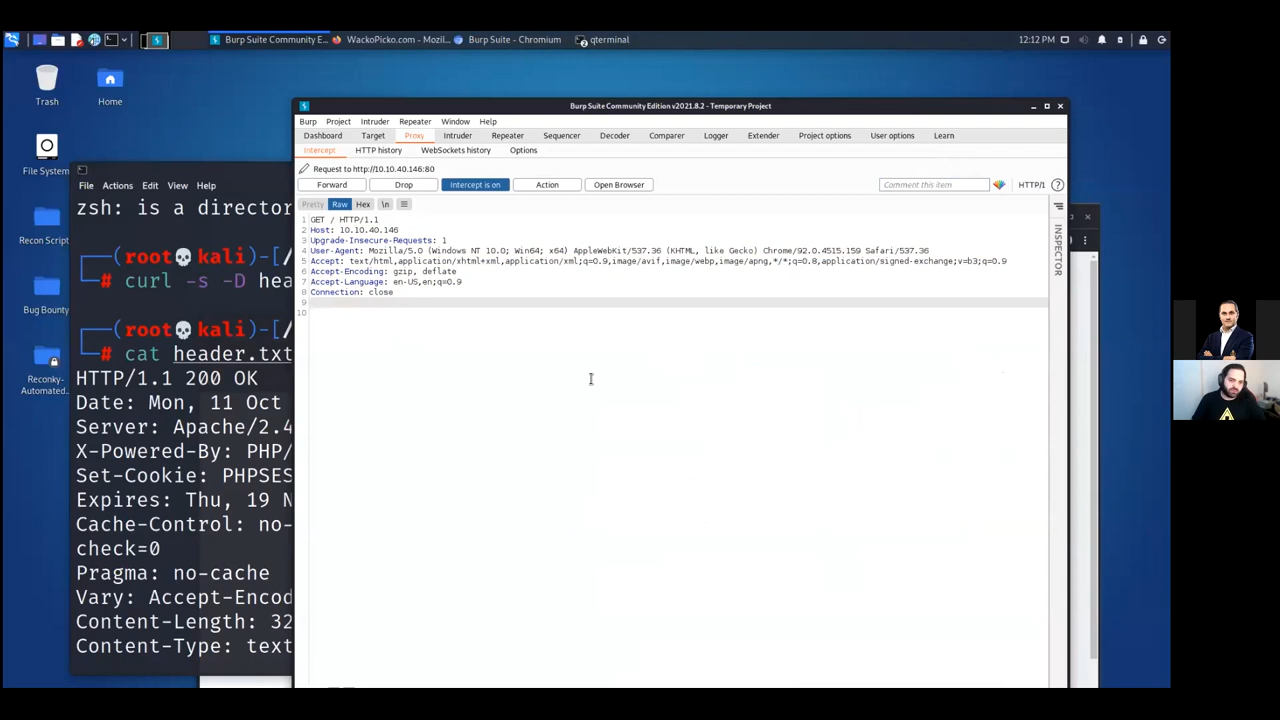 Burp Suite Community E... WackoPicko.com - Mozil... Burp Suite - Chromium qterminal 12:12 PM
Trash
Home
File System
Recon Script
Bug Bounty
Reconky-
Automated...
File Actions Edit View Help
zsh: is a director
(root kali)-[/
# curl -s -D hea
(root kali)-[/
# cat header.txt
HTTP/1.1 200 OK
Date: Mon, 11 Oct
Server: Apache/2.4
X-Powered-By: PHP/
Set-Cookie: PHPSES
Expires: Thu, 19 N
Cache-Control: no-
check=0
Pragma: no-cache
Vary: Accept-Encod
Content-Length: 32
Content-Type: text
Burp Suite Community Edition v2021.8.2 - Temporary Project
Burp Project Intruder Repeater Window Help
Dashboard Target Proxy Intruder Repeater Sequencer Decoder Comparer Logger Extender Project options User options Learn
Intercept HTTP history WebSockets history Options
Request to http://10.10.40.146:80
Forward Drop Intercept is on Action Open Browser Comment this item HTTP/1 ?
Pretty Raw Hex \n
1 GET / HTTP/1.1
2 Host: 10.10.40.146
3 Upgrade-Insecure-Requests: 1
4 User-Agent: Mozilla/5.0 (Windows NT 10.0; Win64; x64) AppleWebKit/537.36 (KHTML, like Gecko) Chrome/92.0.4515.159 Safari/537.36
5 Accept: text/html,application/xhtml+xml,application/xml;q=0.9,image/avif,image/webp,image/apng,*/*;q=0.8,application/signed-exchange;v=b3;q=0.9
6 Accept-Encoding: gzip, deflate
7 Accept-Language: en-US,en;q=0.9
8 Connection: close
9
10
INSPECTOR